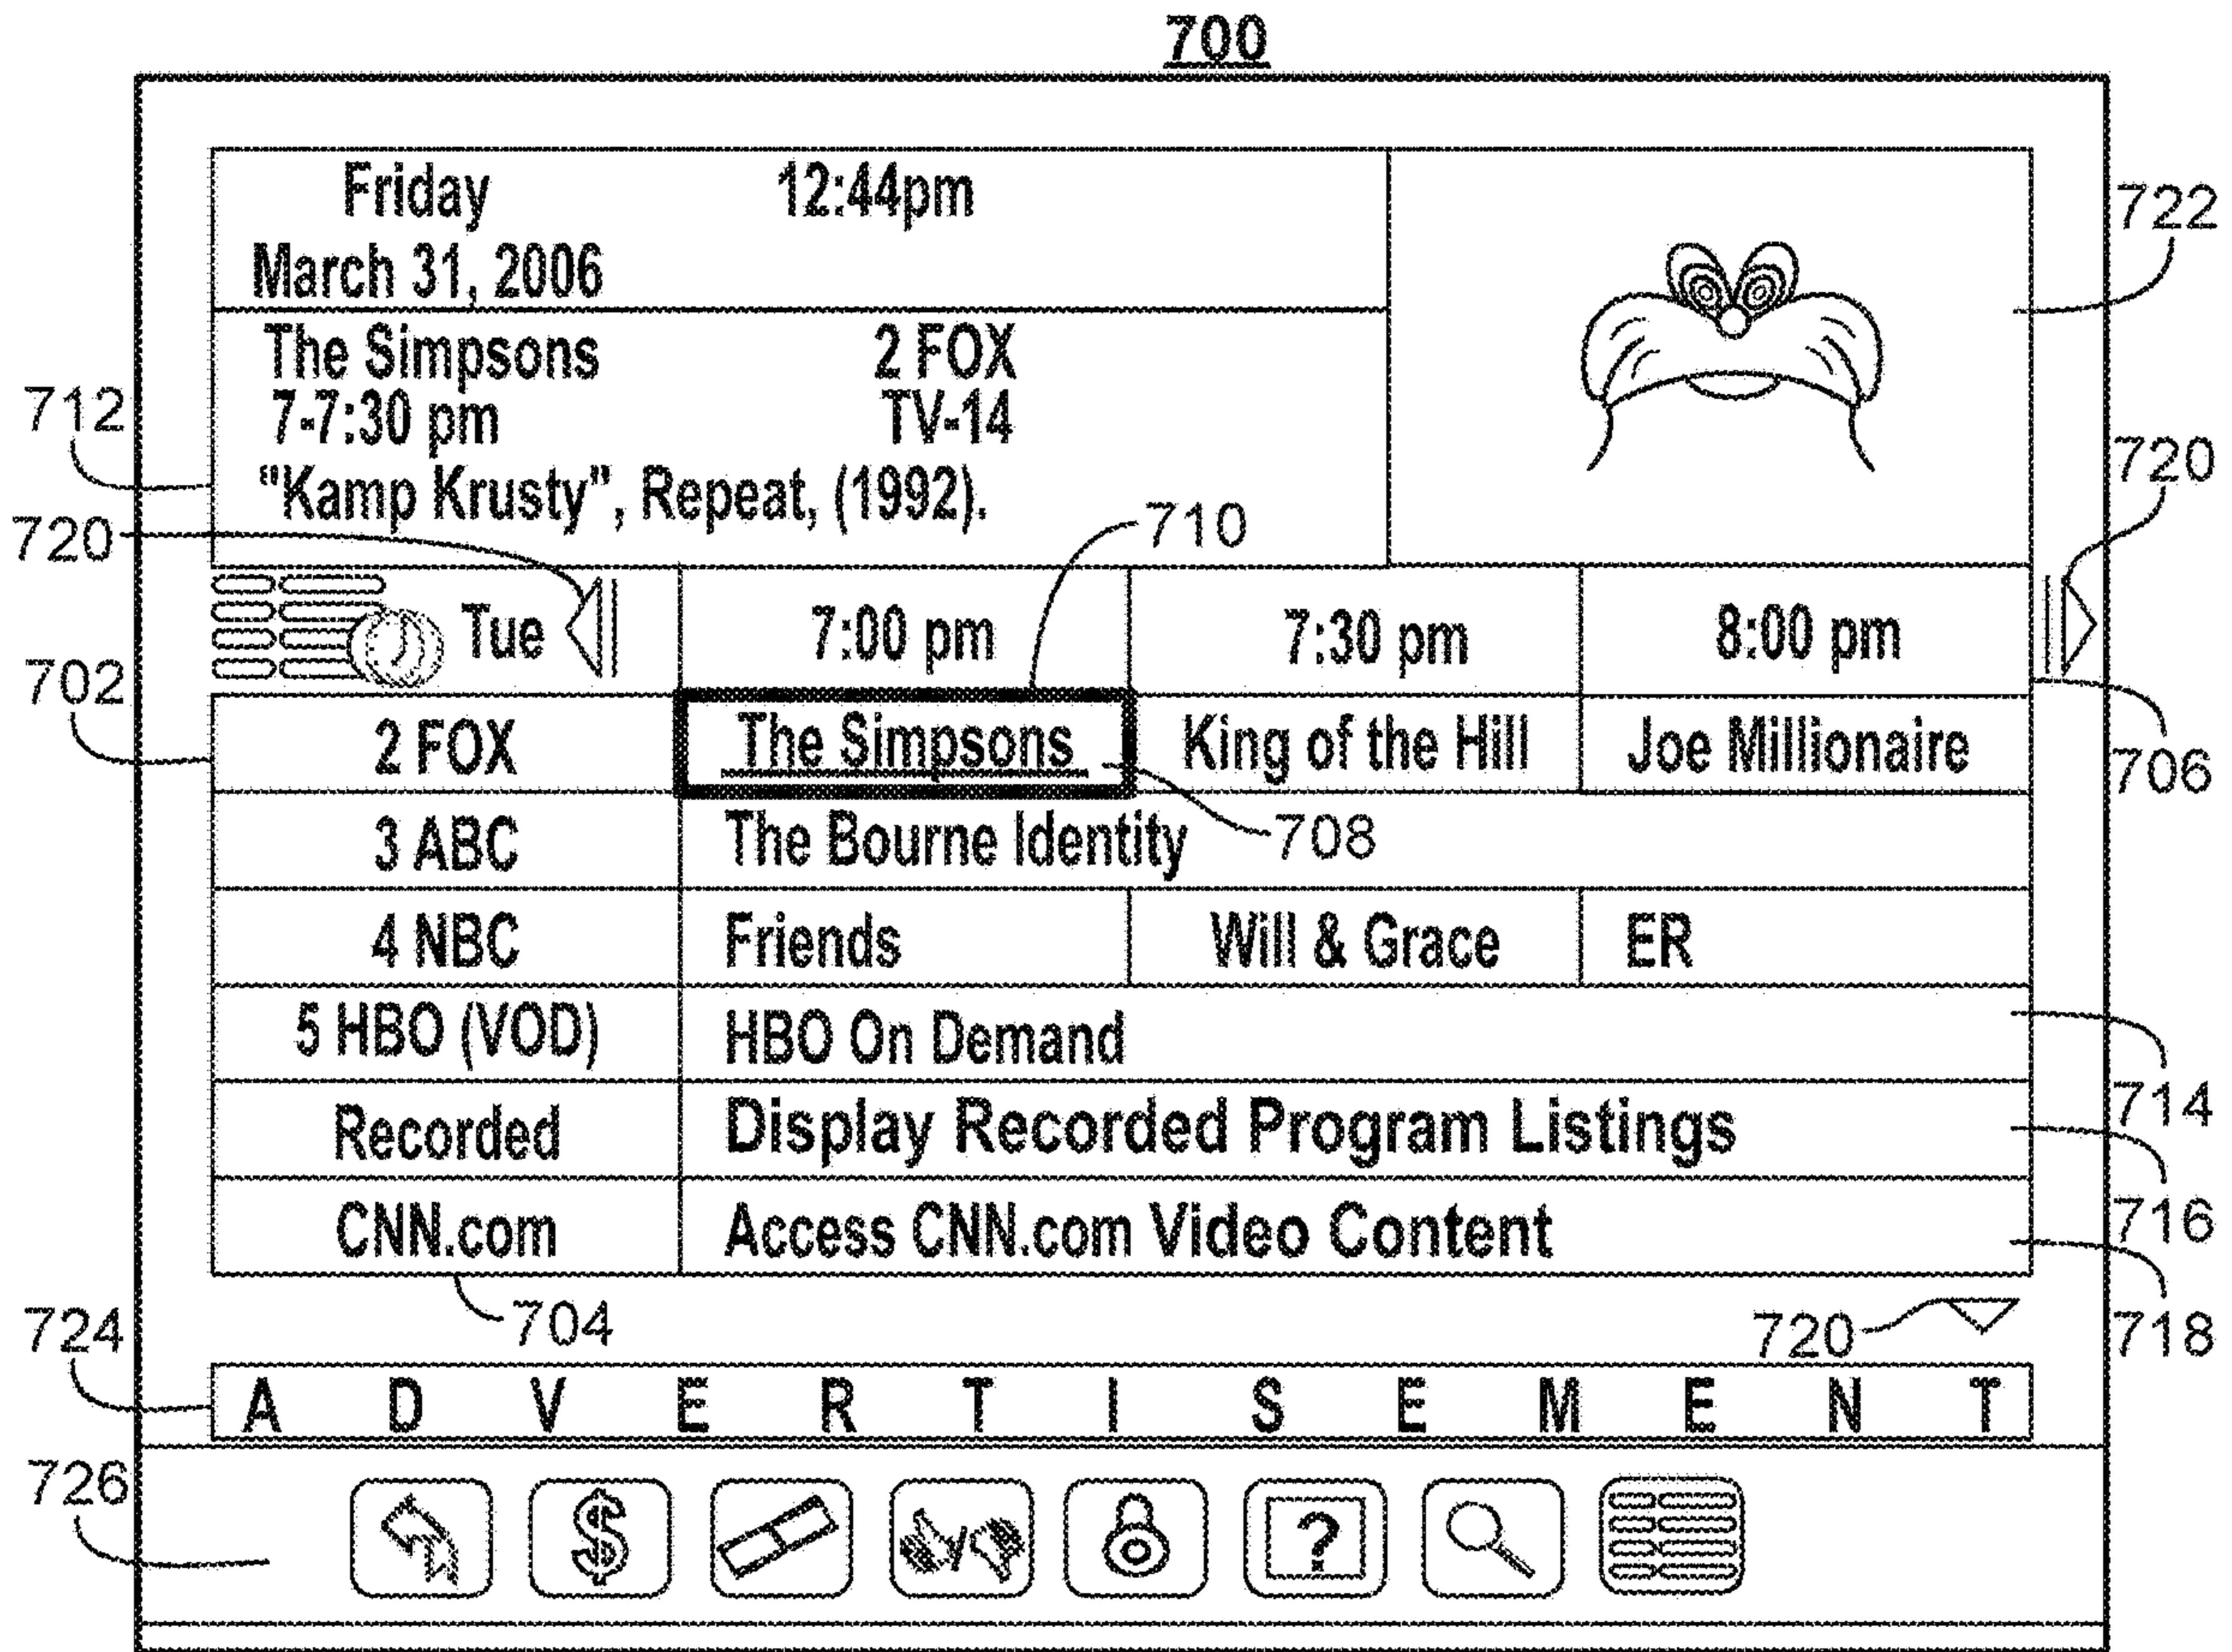 700
Friday 12:44pm
March 31, 2006
722
The Simpsons 2 FOX
712
7-7:30 pm TV-14
720
"Kamp Krusty", Repeat, (1992).
720
710
Tue 7:00 pm 7:30 pm 8:00 pm
702
2 FOX The Simpsons King of the Hill Joe Millionaire
706
3 ABC The Bourne Identity 708
4 NBC Friends Will & Grace ER
5 HBO (VOD) HBO On Demand
714
Recorded Display Recorded Program Listings
716
CNN.com Access CNN.com Video Content
724 704 720 718
A D V E R T I S E M E N T
726
$ ?